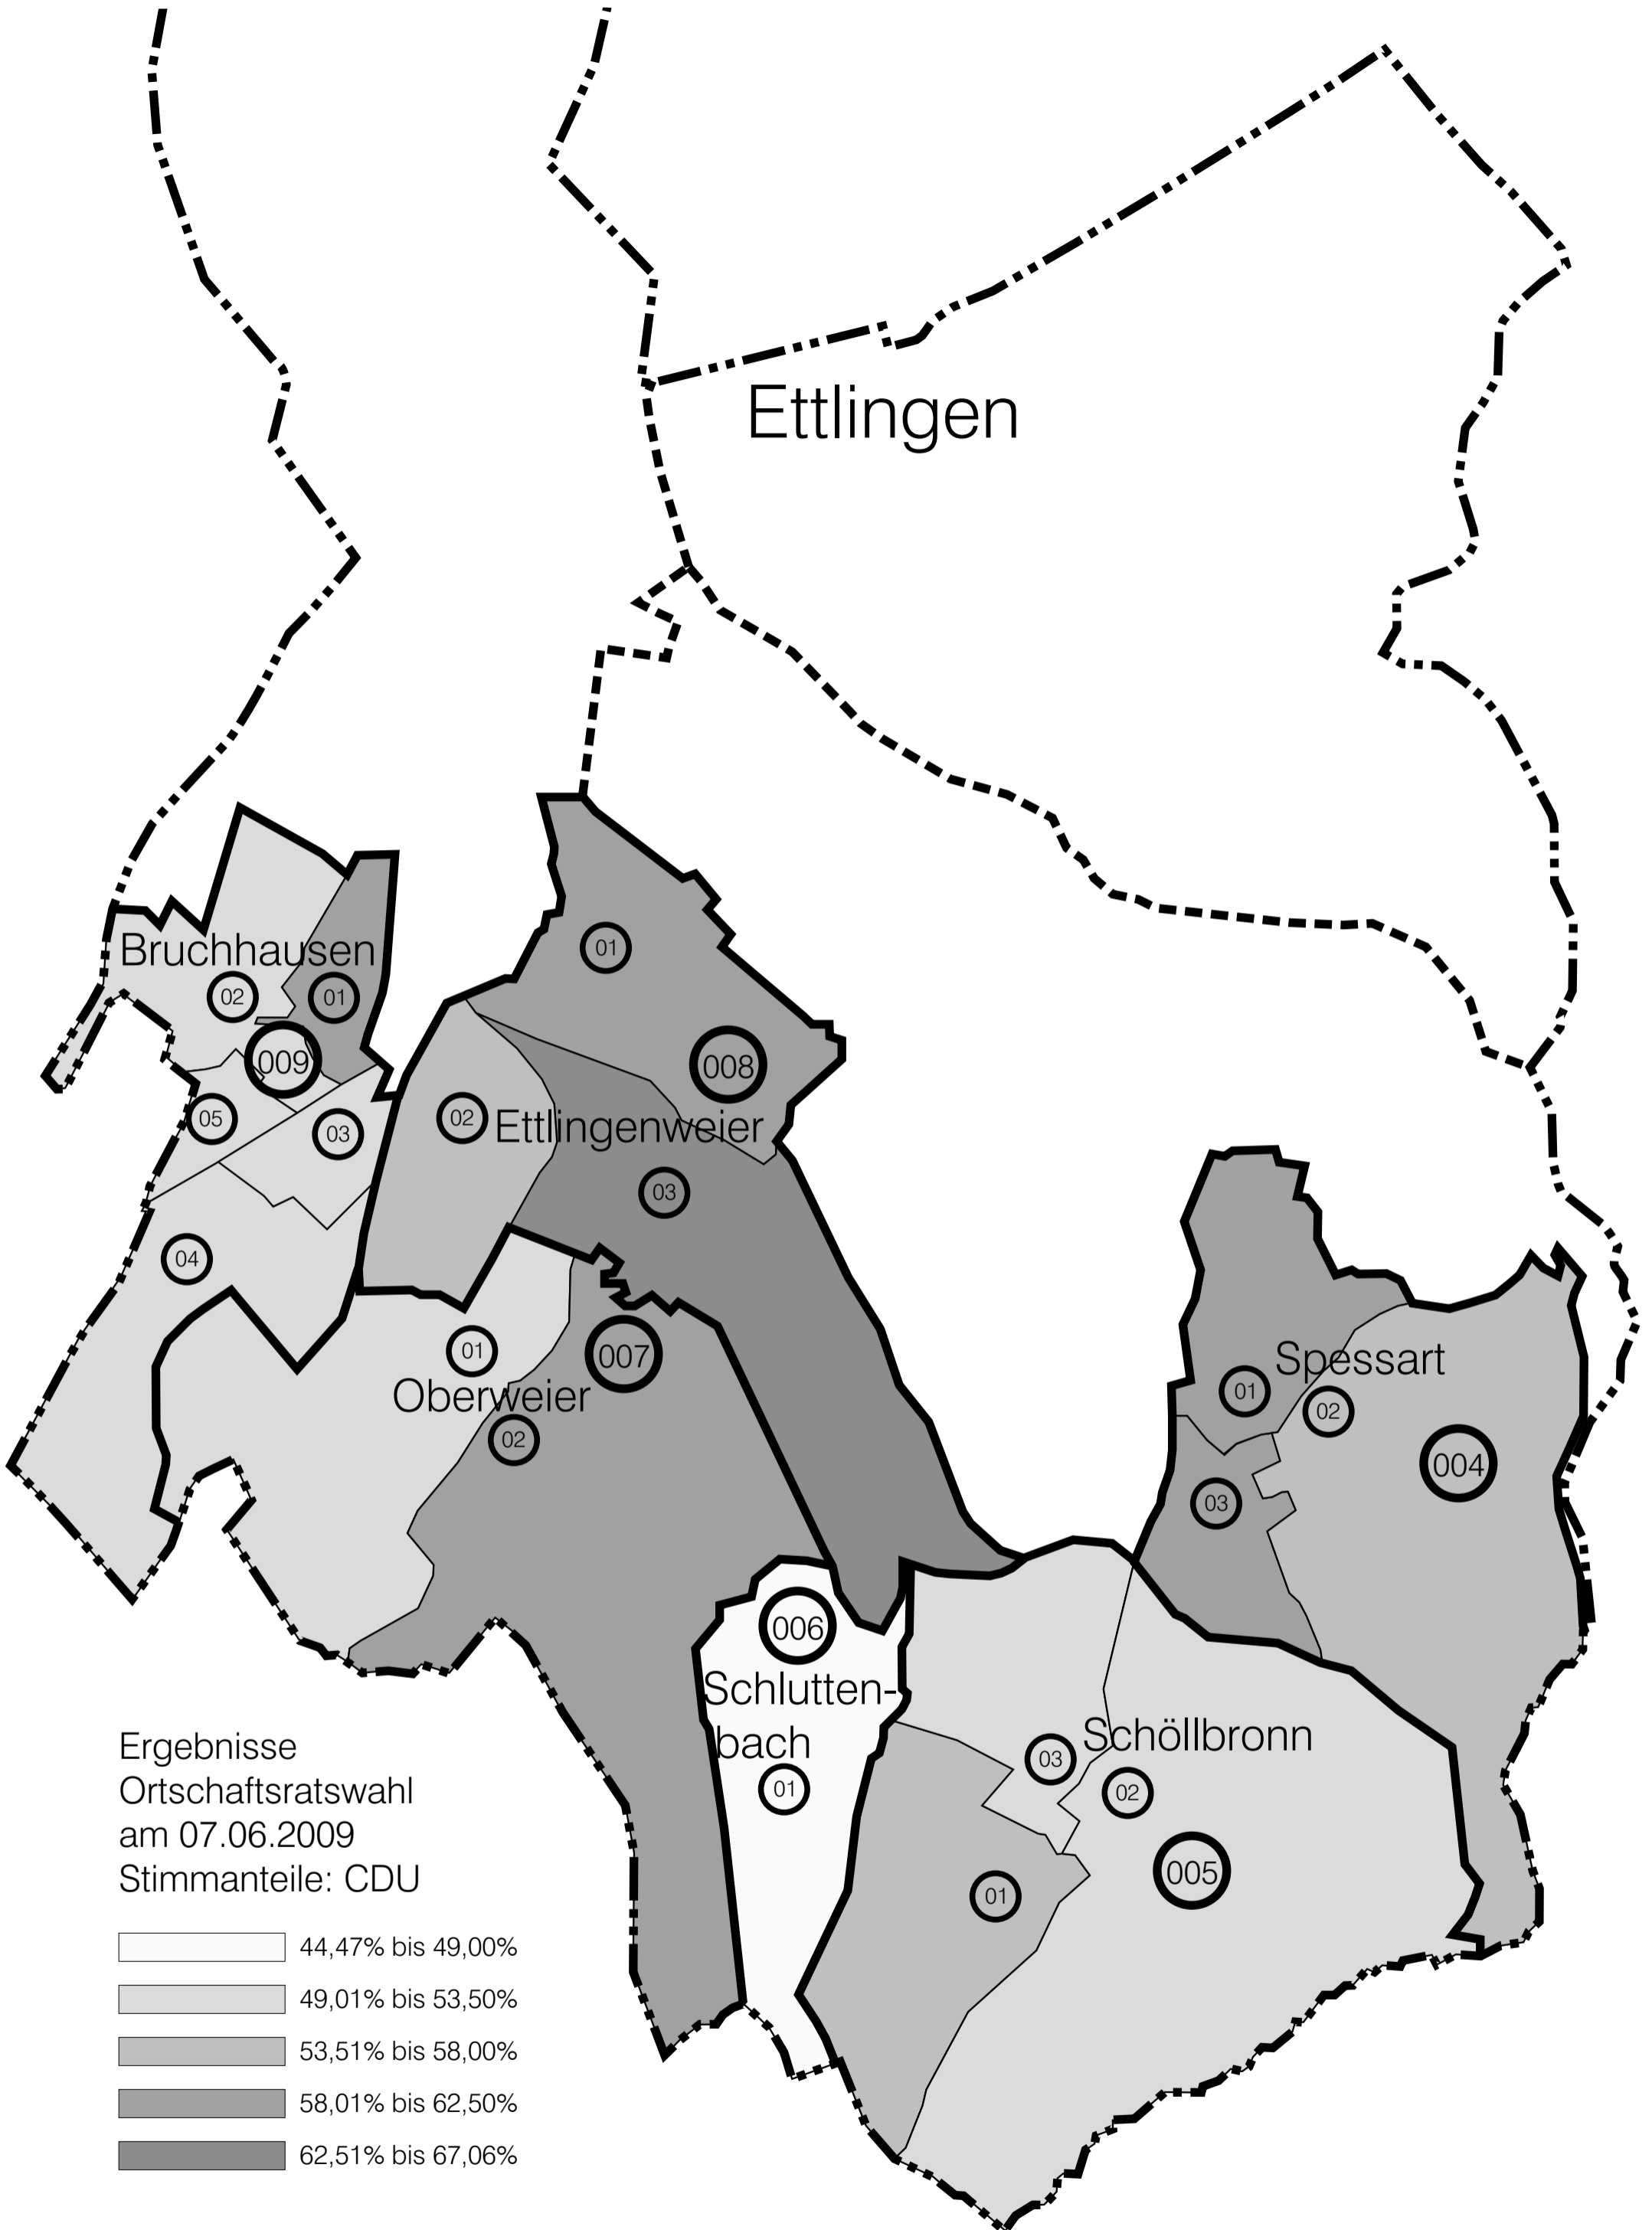 Ettlingen
01
Bruchhausen
02
01
009
008
05
03
02
Ettlingenweier
03
04
01
007
Oberweier
02
Spessart
01
02
004
03
006
Schlutten-
bach
01
03
Schöllbronn
02
005
01
Ergebnisse
Ortschaftsratswahl
am 07.06.2009
Stimmanteile: CDU
44,47% bis 49,00%
49,01% bis 53,50%
53,51% bis 58,00%
58,01% bis 62,50%
62,51% bis 67,06%